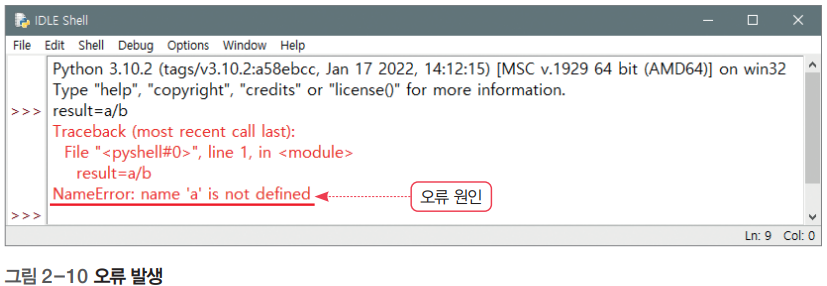 IDLE Shell
File Edit Shell Debug Options Window Help
Python 3.10.2 (tags/v3.10.2:a58ebcc, Jan 17 2022, 14:12:15) [MSC v.1929 64 bit (AMD64)] on win32
Type "help", "copyright", "credits" or "license()" for more information.
>>> result=a/b
Traceback (most recent call last):
File "<pyshell#0>", line 1, in <module>
result=a/b
NameError: name 'a' is not defined 오류 원인
>>>
Ln: 9 Col: 0
그림 2-10 오류 발생